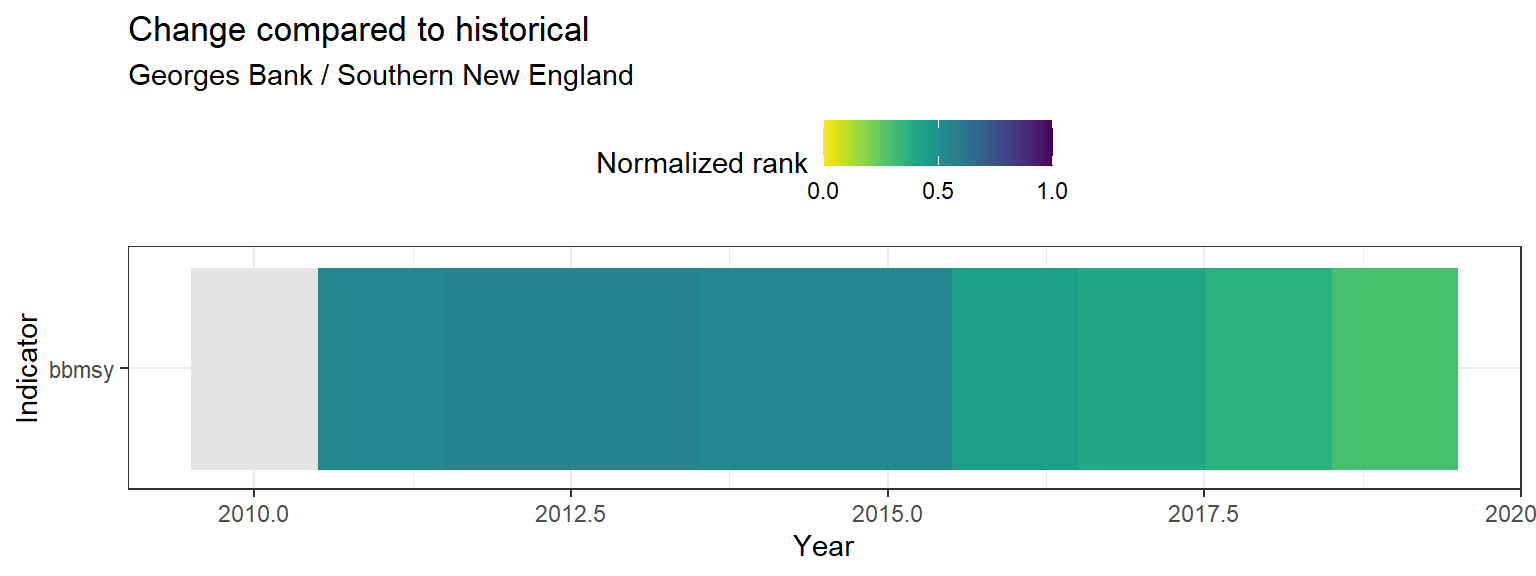 Change compared to historical
Georges Bank / Southern New England
Normalized rank
0.0 0.5 1.0
Indicator
bbmsy
2010.0 2012.5 2015.0 2017.5 2020
Year